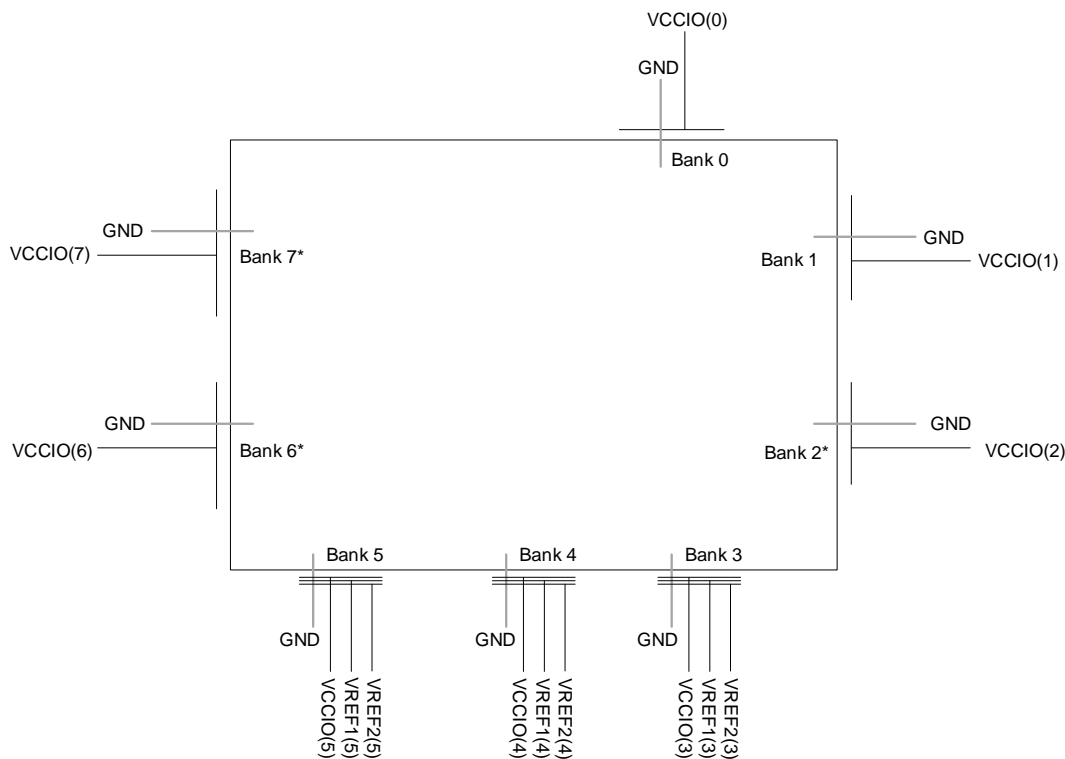 VCCIO(0)
GND
Bank 0
GND
VCCIO(7)
Bank 7*
Bank 1
GND
VCCIO(1)
GND
VCCIO(6)
Bank 6*
Bank 2*
GND
VCCIO(2)
Bank 5
Bank 4
Bank 3
GND
GND
GND
VCCIO(5)
VREF1(5)
VREF2(5)
VCCIO(4)
VREF1(4)
VREF2(4)
VCCIO(3)
VREF1(3)
VREF2(3)